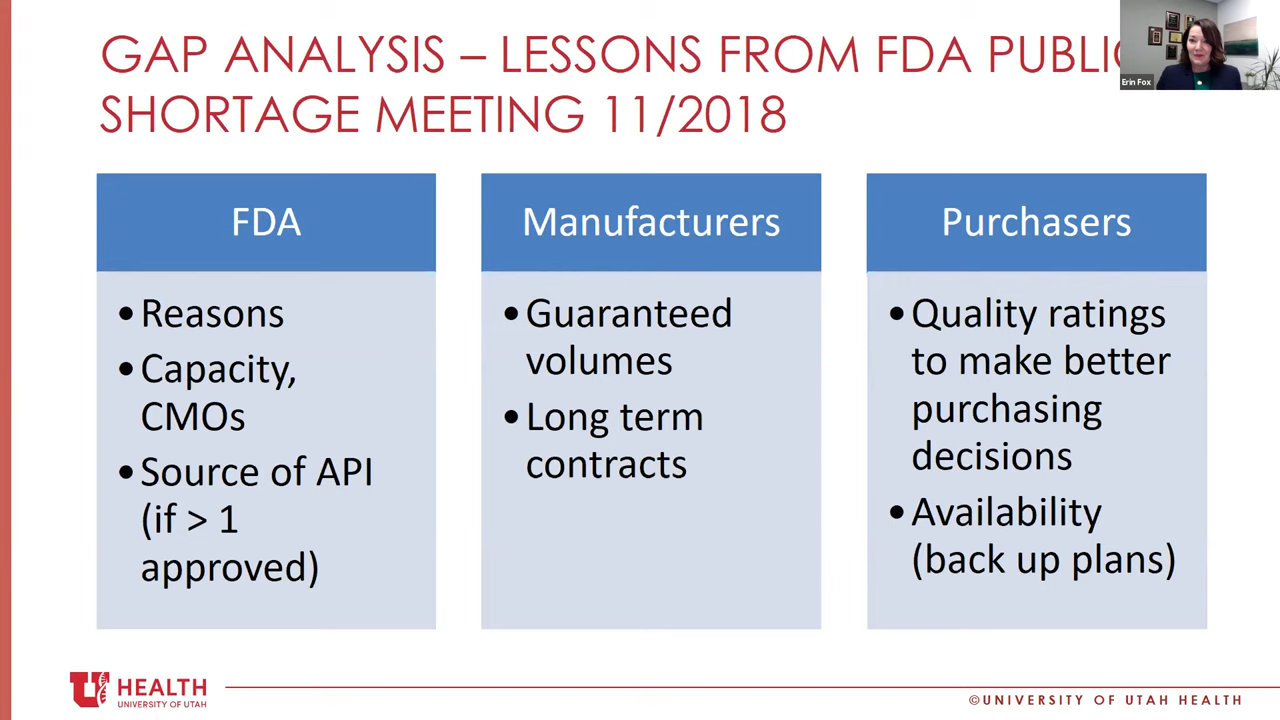 GAP ANALYSIS – LESSONS FROM FDA PUBLIC
SHORTAGE MEETING 11/2018
Erin Fox
FDA
•Reasons
•Capacity,
CMOs
•Source of API
(if > 1
approved)
Manufacturers
•Guaranteed
volumes
•Long term
contracts
Purchasers
•Quality ratings
to make better
purchasing
decisions
•Availability
(back up plans)
U HEALTH
UNIVERSITY OF UTAH
©UNIVERSITY OF UTAH HEALTH